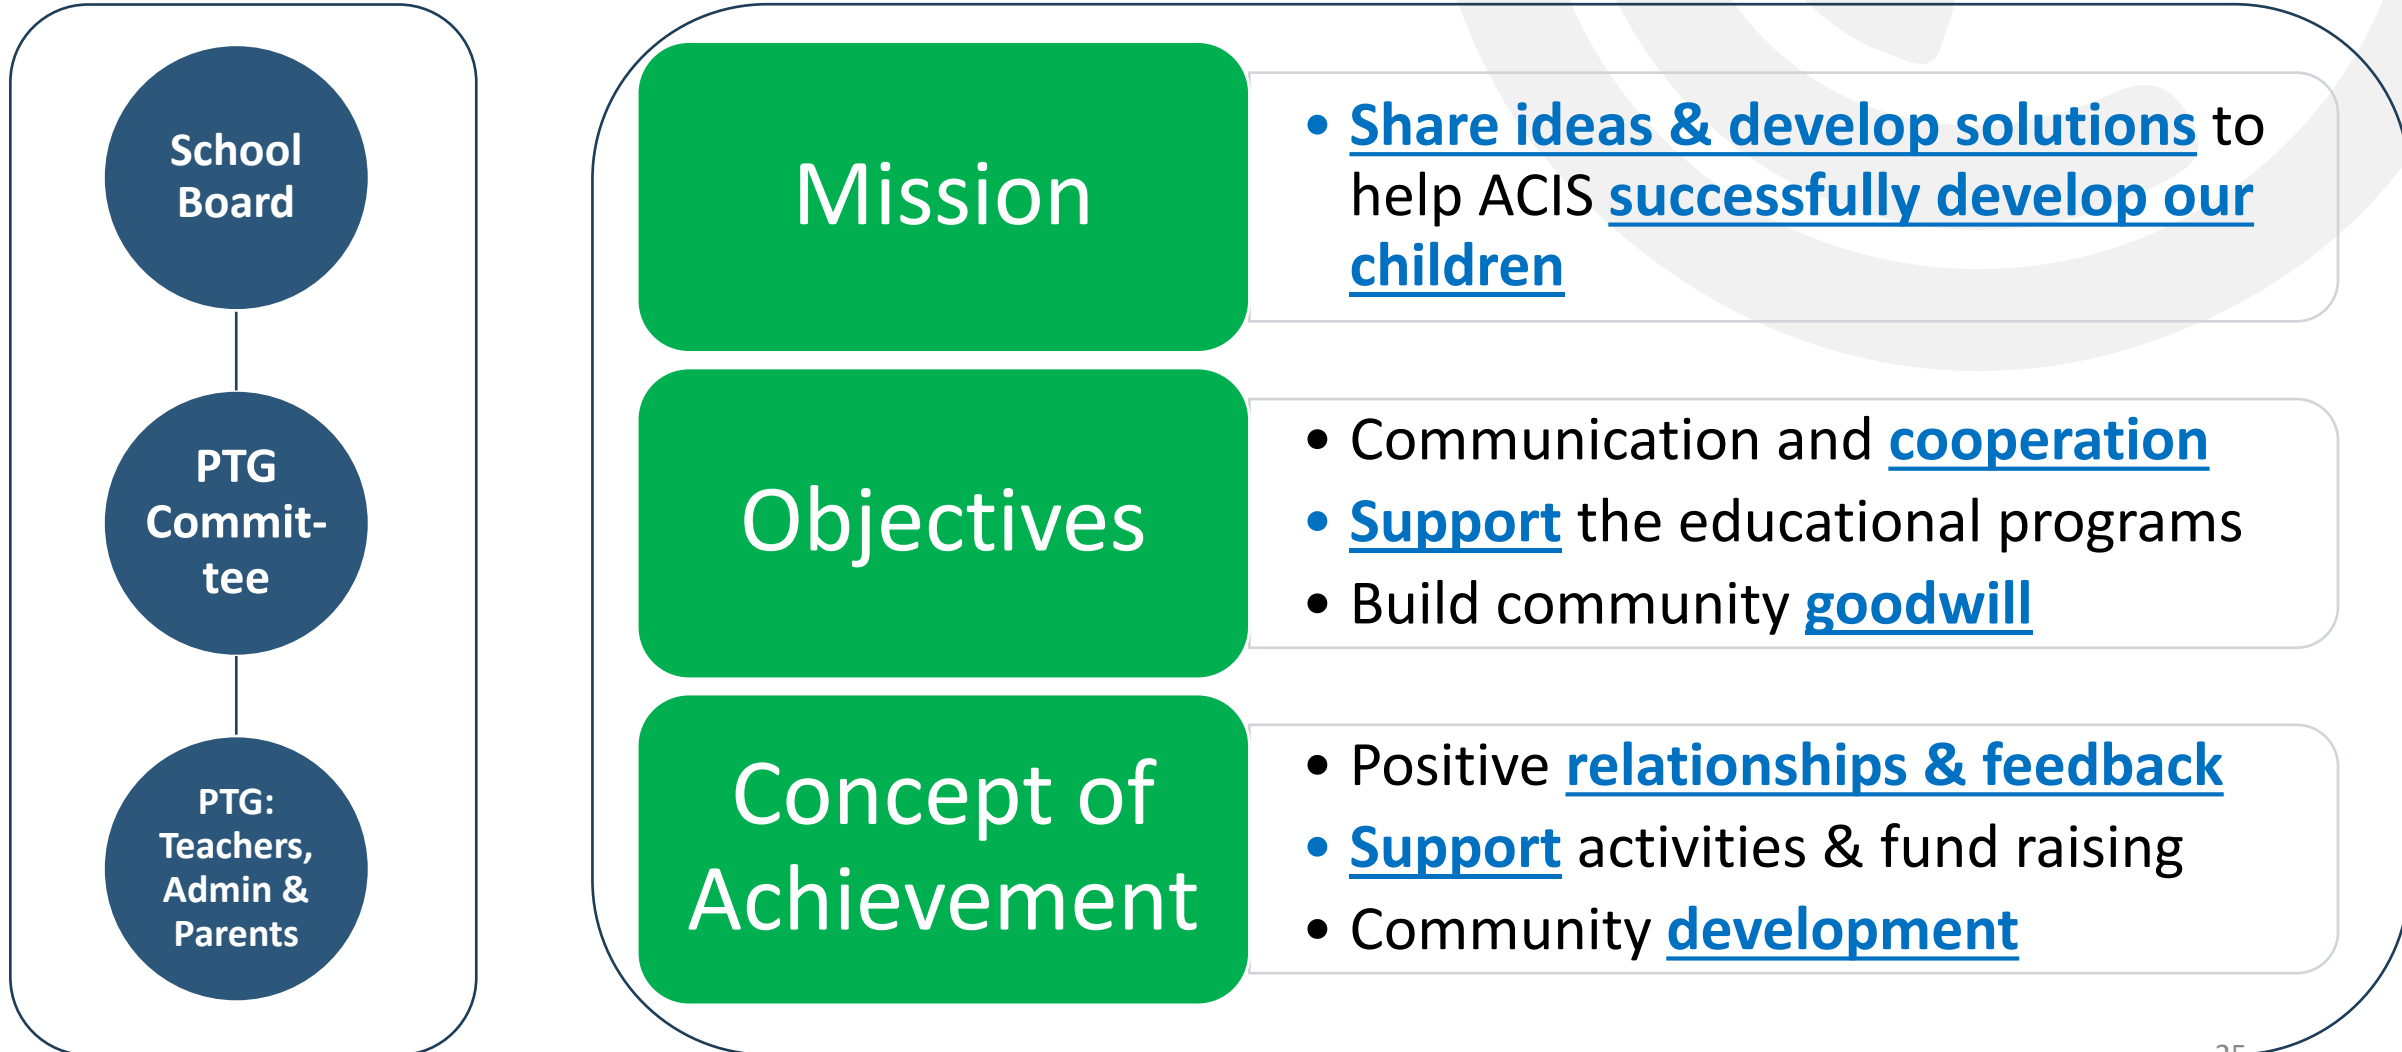 School
Board
PTG
Commit-
tee
PTG:
Teachers,
Admin &
Parents
Mission
• Share ideas & develop solutions to
help ACIS successfully develop our
children
Objectives
• Communication and cooperation
• Support the educational programs
• Build community goodwill
Concept of
Achievement
• Positive relationships & feedback
• Support activities & fund raising
• Community development